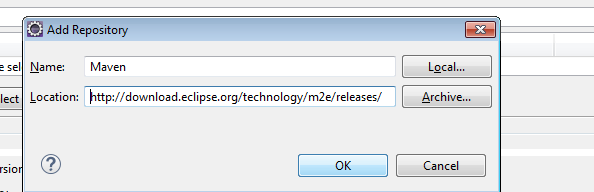 Add Repository
Name: Maven Local...
Location: http://download.eclipse.org/technology/m2e/releases/ Archive...
OK Cancel